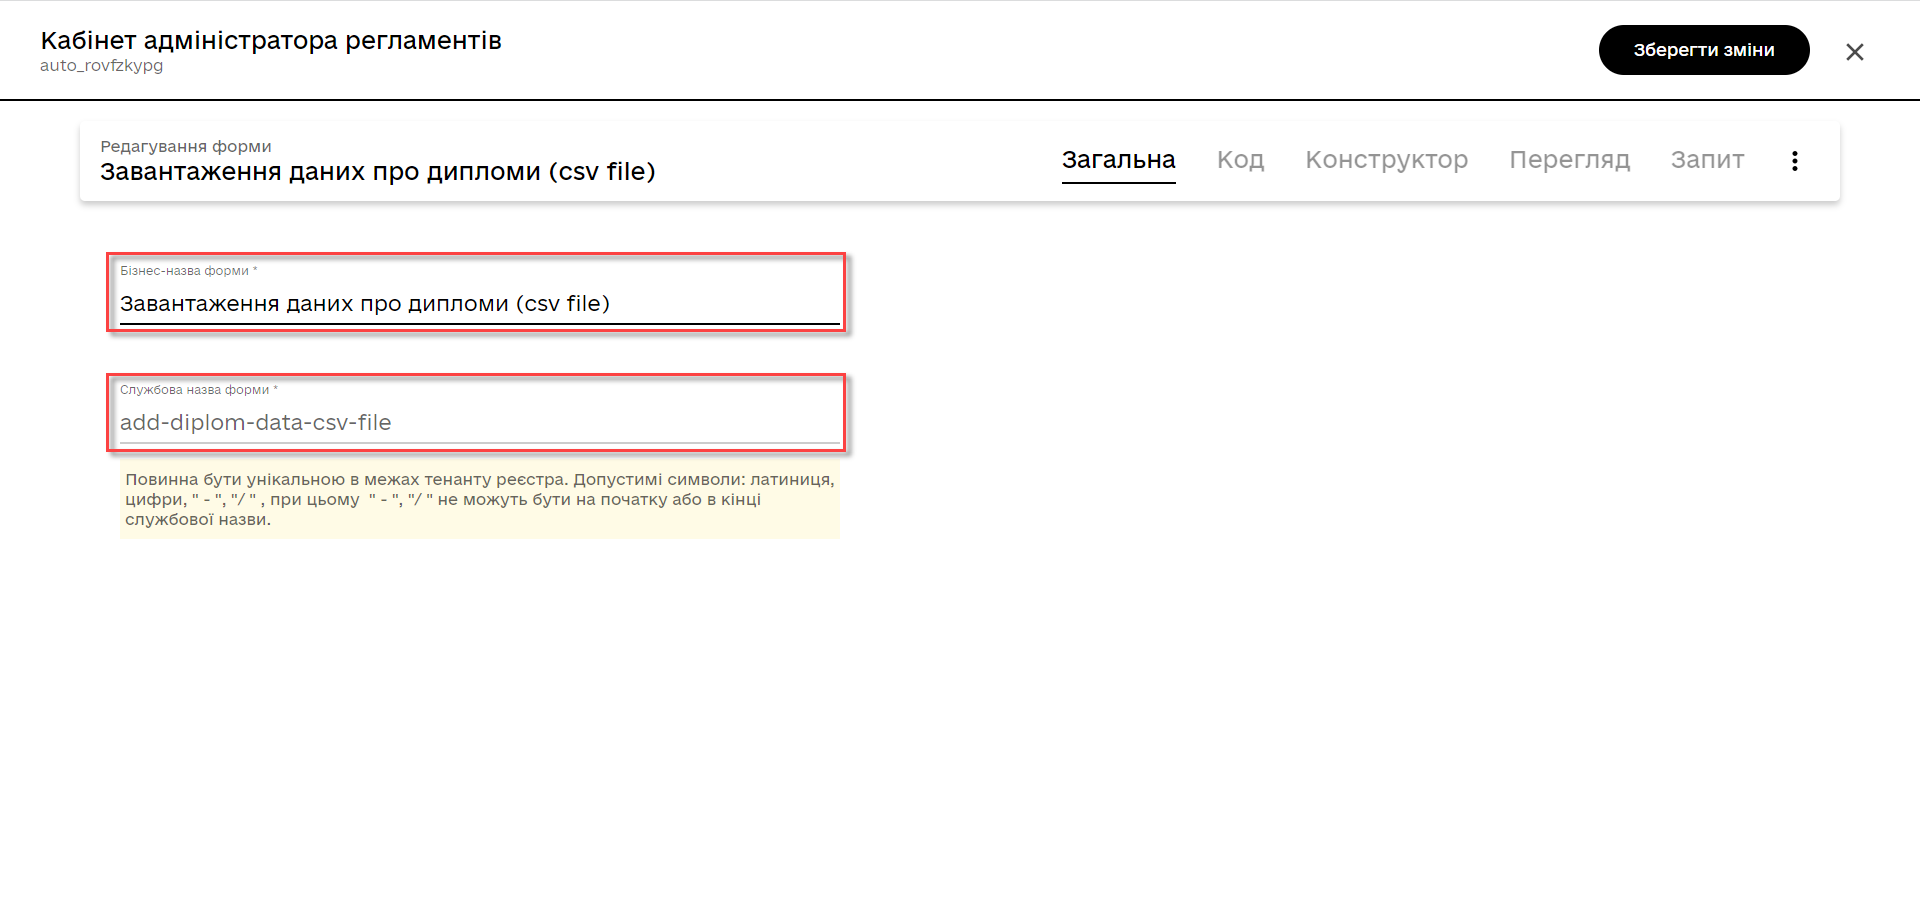 Кабінет адміністратора регламентів
auto_rovfzkypg
Зберегти зміни
Редагування форми
Завантаження даних про дипломи (csv file)
Загальна
Код
Конструктор
Перегляд
Запит
Бізнес-назва форми *
Завантаження даних про дипломи (csv file)
Службова назва форми *
add-diplom-data-csv-file
Повинна бути унікальною в межах тенанту реєстра. Допустимі символи: латиниця,
цифри, " - ", "/ " , при цьому  " - ", "/ " не можуть бути на початку або в кінці
службової назви.